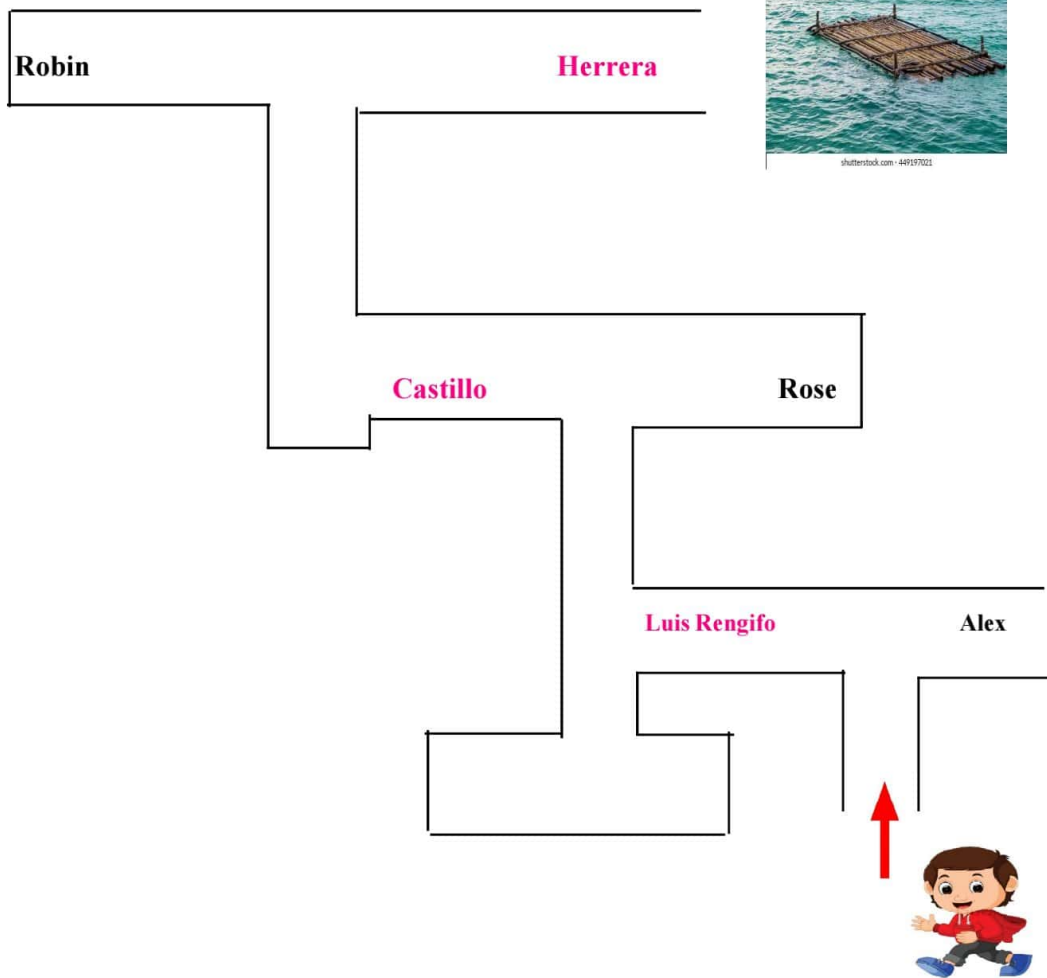 Robin
Herrera
shutterstock.com · 449197021
Castillo
Rose
Luis Rengifo
Alex